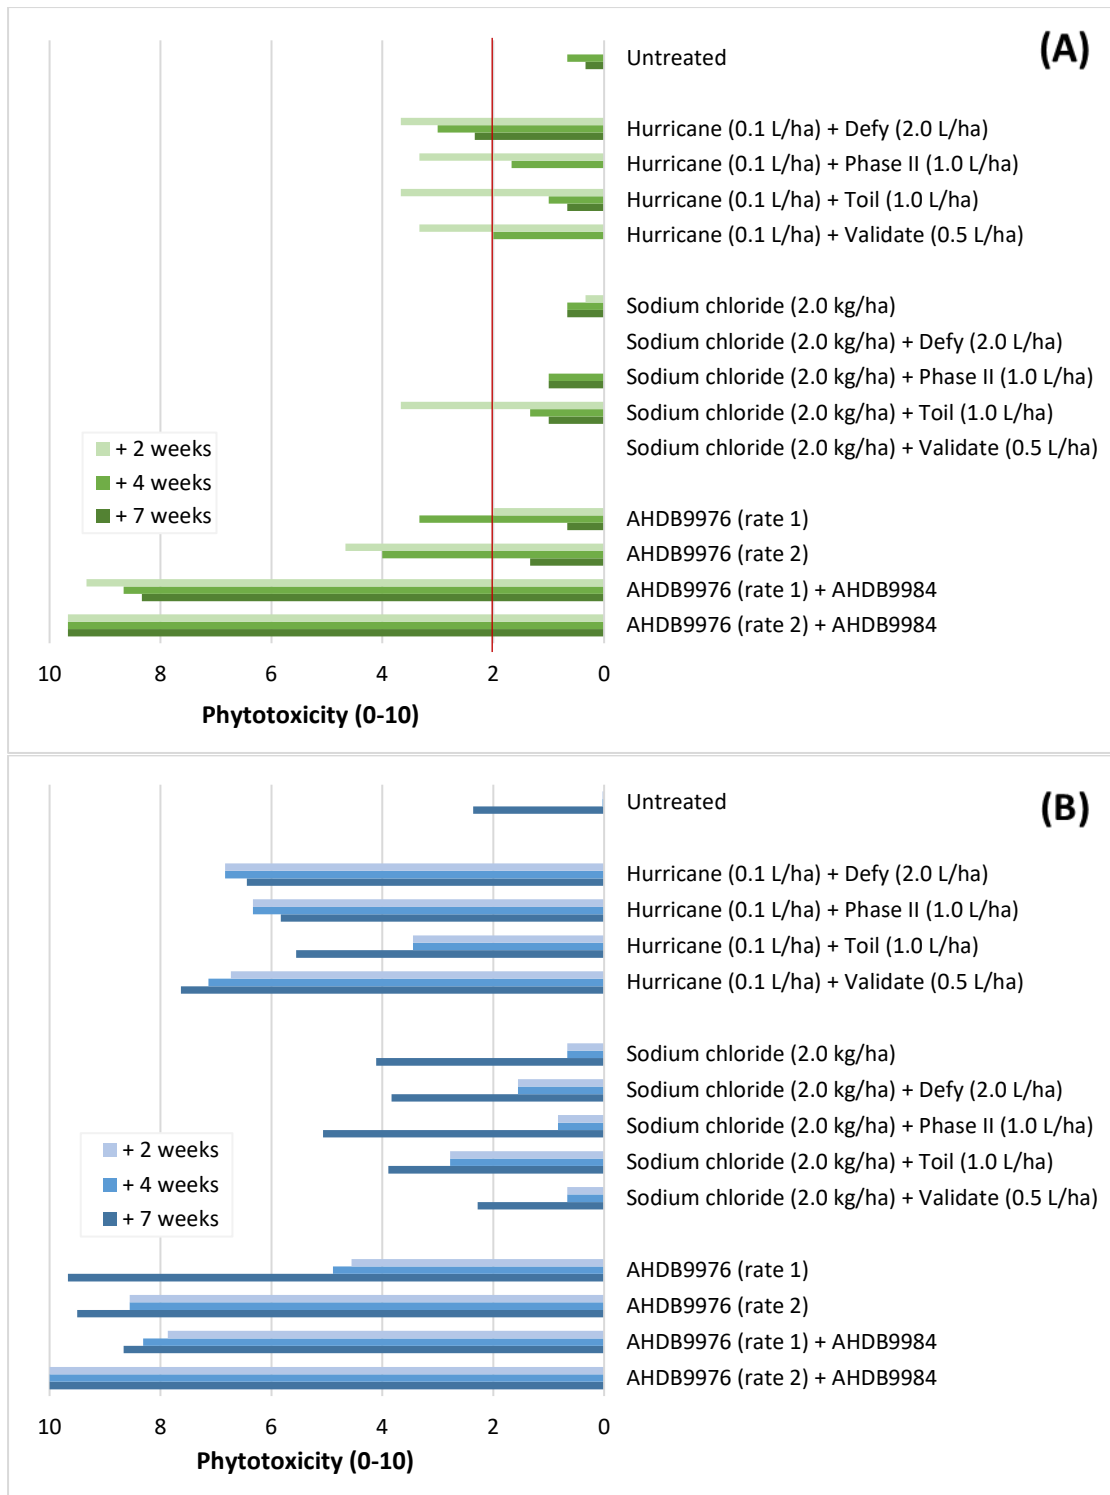 (A)
Untreated
Hurricane (0.1 L/ha) + Defy (2.0 L/ha)
Hurricane (0.1 L/ha) + Phase II (1.0 L/ha)
Hurricane (0.1 L/ha) + Toil (1.0 L/ha)
Hurricane (0.1 L/ha) + Validate (0.5 L/ha)
Sodium chloride (2.0 kg/ha)
Sodium chloride (2.0 kg/ha) + Defy (2.0 L/ha)
Sodium chloride (2.0 kg/ha) + Phase II (1.0 L/ha)
Sodium chloride (2.0 kg/ha) + Toil (1.0 L/ha)
Sodium chloride (2.0 kg/ha) + Validate (0.5 L/ha)
+ 2 weeks
+ 4 weeks
+ 7 weeks
AHDB9976 (rate 1)
AHDB9976 (rate 2)
AHDB9976 (rate 1) + AHDB9984
AHDB9976 (rate 2) + AHDB9984
10 8 6 4 2 0
Phytotoxicity (0-10)
(B)
Untreated
Hurricane (0.1 L/ha) + Defy (2.0 L/ha)
Hurricane (0.1 L/ha) + Phase II (1.0 L/ha)
Hurricane (0.1 L/ha) + Toil (1.0 L/ha)
Hurricane (0.1 L/ha) + Validate (0.5 L/ha)
Sodium chloride (2.0 kg/ha)
Sodium chloride (2.0 kg/ha) + Defy (2.0 L/ha)
Sodium chloride (2.0 kg/ha) + Phase II (1.0 L/ha)
Sodium chloride (2.0 kg/ha) + Toil (1.0 L/ha)
Sodium chloride (2.0 kg/ha) + Validate (0.5 L/ha)
+ 2 weeks
+ 4 weeks
+ 7 weeks
AHDB9976 (rate 1)
AHDB9976 (rate 2)
AHDB9976 (rate 1) + AHDB9984
AHDB9976 (rate 2) + AHDB9984
10 8 6 4 2 0
Phytotoxicity (0-10)